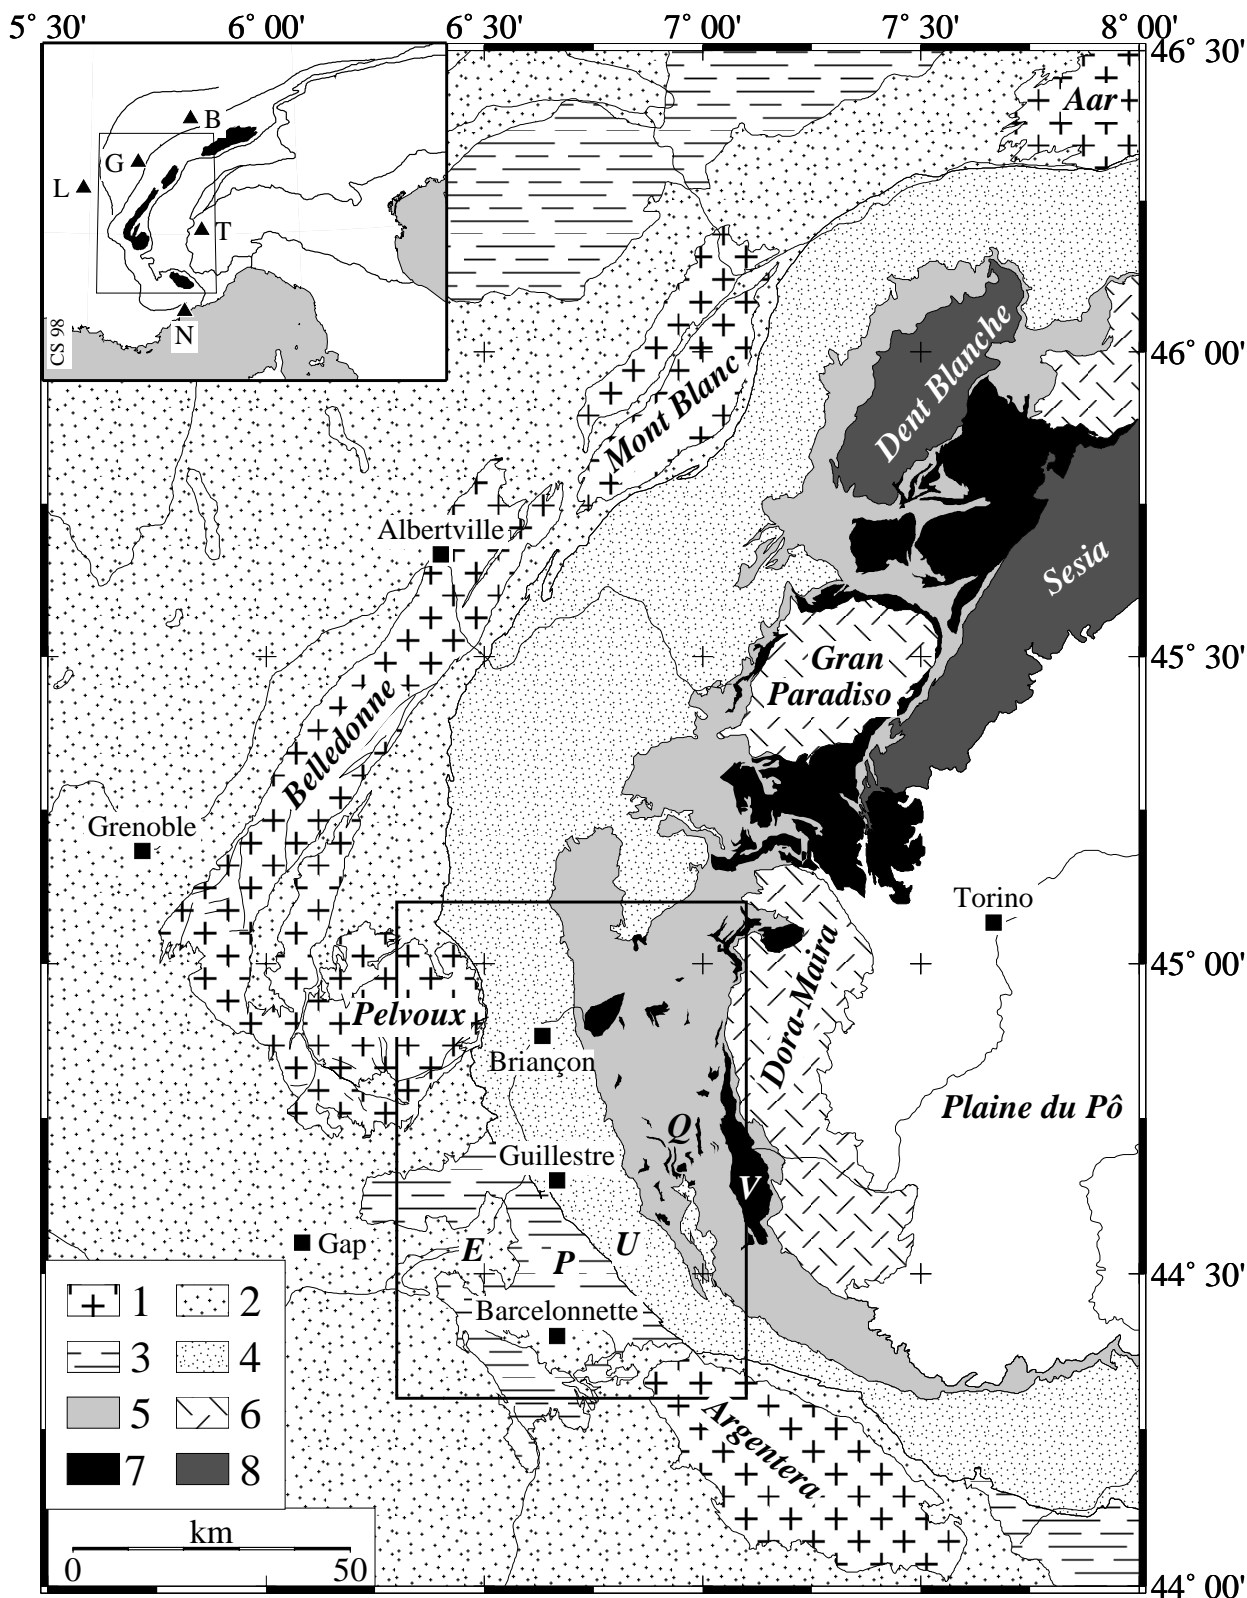 5° 30'
6° 00'
6° 30'
7° 00'
7° 30'
8° 00'
46° 30'
B
G
L
T
N
CS 98
Aar
46° 00'
Dent Blanche
Mont Blanc
Albertville
Sesia
45° 30'
Gran
Paradiso
Belledonne
Grenoble
Torino
45° 00'
Pelvoux
Dora-Maira
Briançon
Plaine du Pô
Q
Guillestre
V
Gap
E
P
U
44° 30'
Barcelonnette
1
2
3
4
5
6
7
8
Argentera
km
0
50
44° 00'